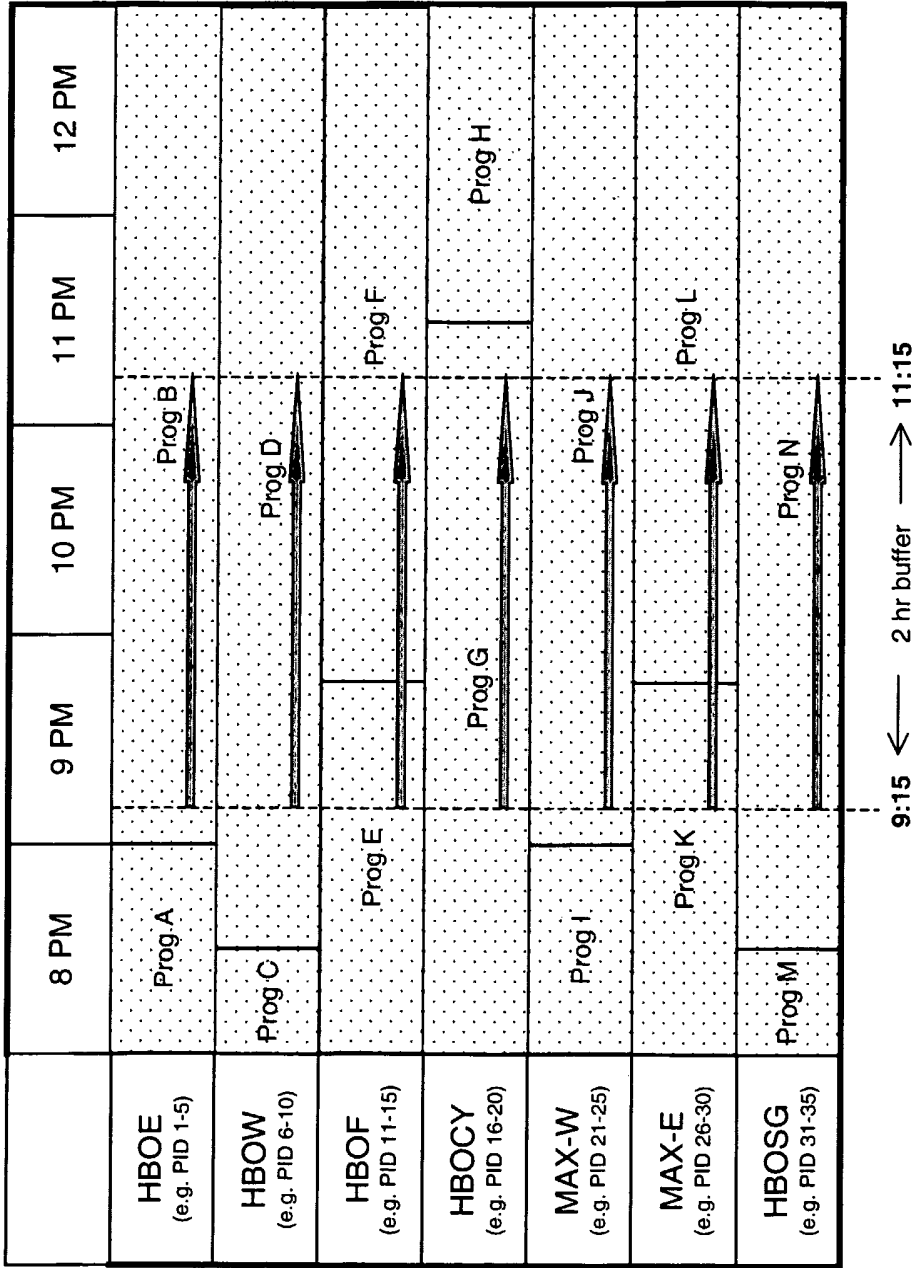 8 PM 9 PM 10 PM 11 PM 12 PM
HBOE
(e.g. PID 1-5)
Prog A Prog B
HBOW
(e.g. PID 6-10)
Prog C Prog D
HBOF
(e.g. PID 11-15)
Prog E Prog F
HBOCY
(e.g. PID 16-20)
Prog G Prog H
MAX-W
(e.g. PID 21-25)
Prog I Prog J
MAX-E
(e.g. PID 26-30)
Prog K Prog L
HBOSG
(e.g. PID 31-35)
Prog M Prog N
9:15 2 hr buffer 11:15